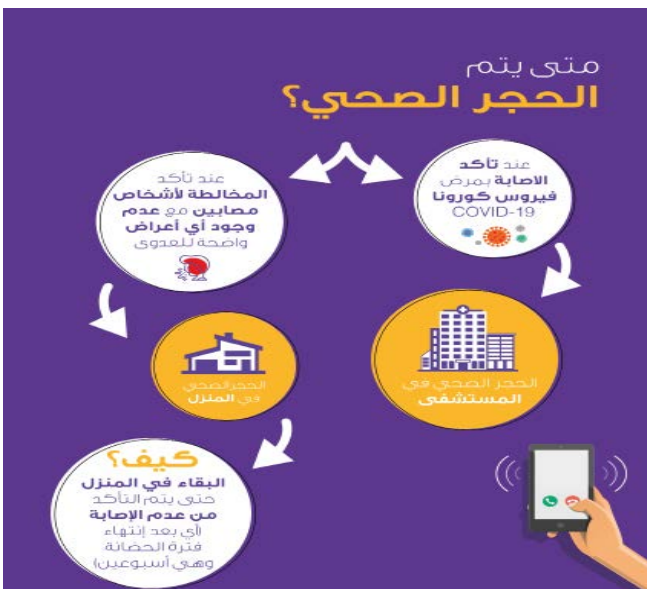 متى يتم
الحجر الصحي؟
عند تأكد
الاصابة بمرض
فيروس كورونا
COVID-19
الحجر الصحي في
المستشفى
عند تأكد
المخالطة لأشخاص
مصابين مع عدم
وجود أي أعراض
واضحة للعدوى
الحجر الصحي
في المنزل
كيف؟
البقاء في المنزل
حتى يتم التأكد
من عدم الإصابة
(أي بعد إنتهاء
فترة الحضانة
وهي أسبوعين)